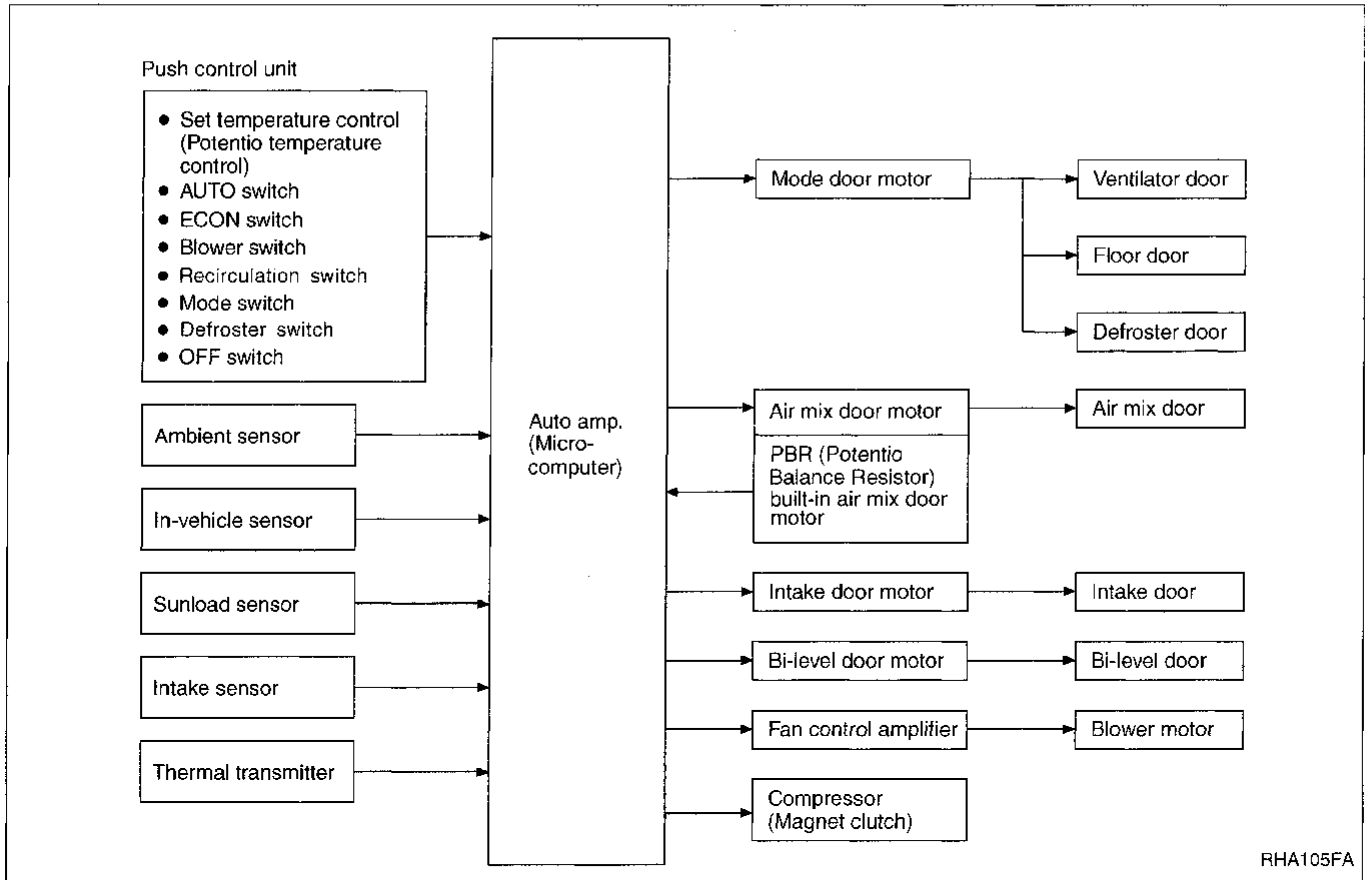 Push control unit
● Set temperature control
(Potentio temperature
control)
● AUTO switch
● ECON switch
● Blower switch
● Recirculation switch
● Mode switch
● Defroster switch
● OFF switch
Ambient sensor
In-vehicle sensor
Sunload sensor
Intake sensor
Thermal transmitter
Auto amp.
(Micro-
computer)
Mode door motor
Ventilator door
Floor door
Defroster door
Air mix door motor
Air mix door
PBR (Potentio
Balance Resistor)
built-in air mix door
motor
Intake door motor
Intake door
Bi-level door motor
Bi-level door
Fan control amplifier
Blower motor
Compressor
(Magnet clutch)
RHA105FA